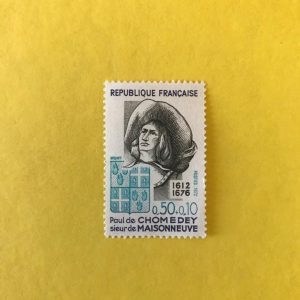 REPUBLIQUE FRANÇAISE
1612
1676
0,50+0,10
Paul de CHOMEDEY
sieur de MAISONNEUVE